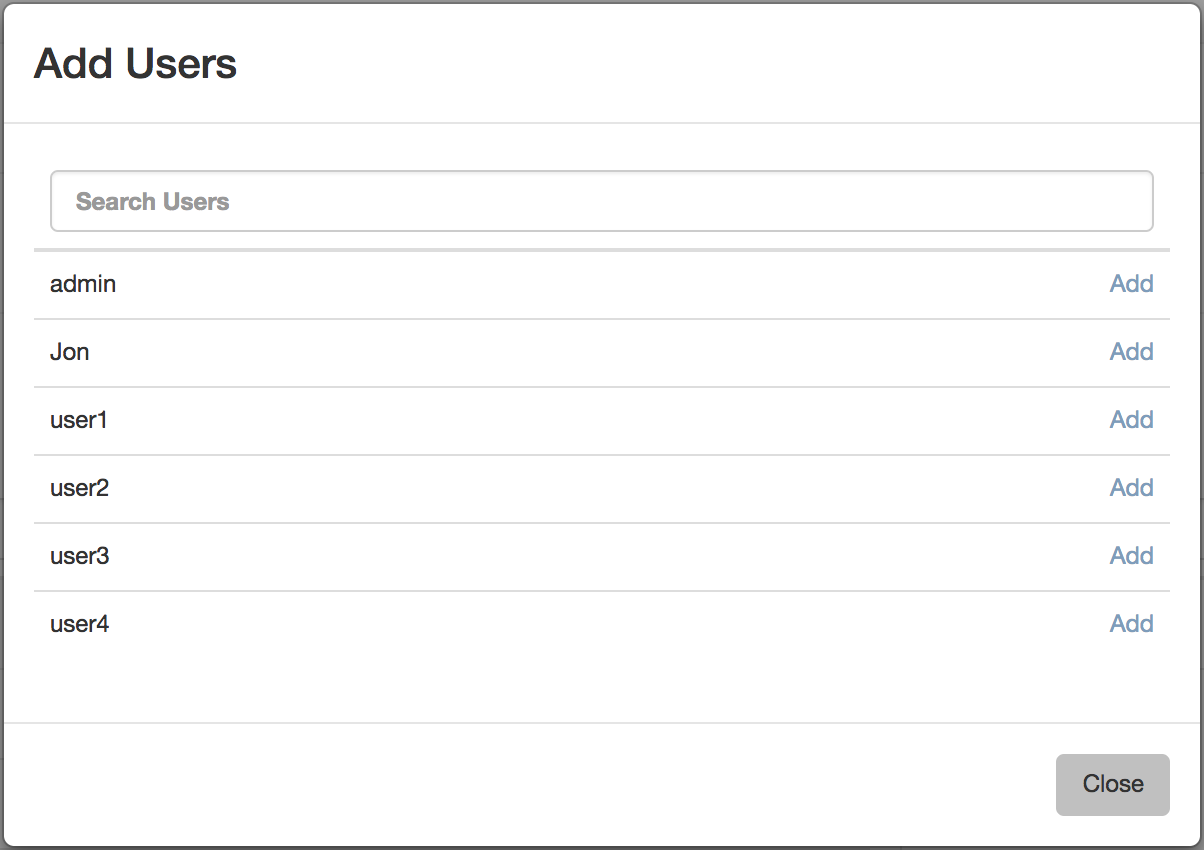 Add Users
Search Users
admin Add
Jon Add
user1 Add
user2 Add
user3 Add
user4 Add
Close